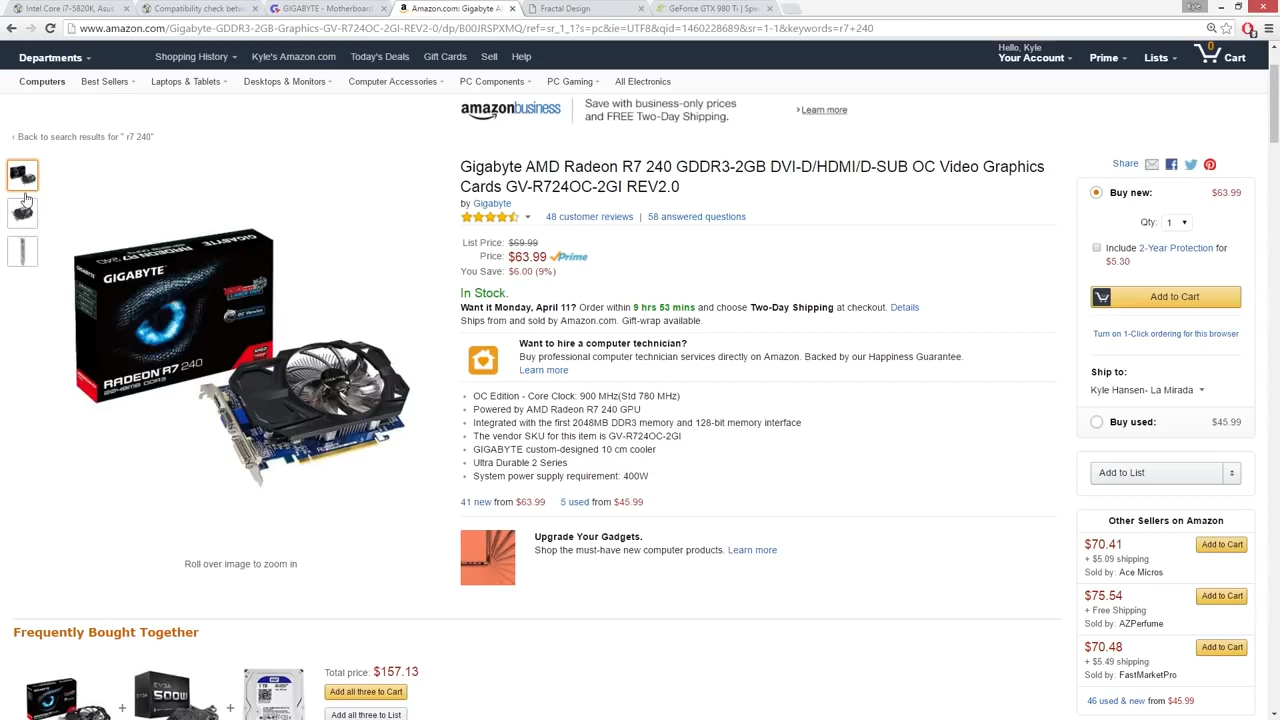 Intel Core i7-5820K, Asus
Compatibility check betw
GIGABYTE - Motherboard
Amazon.com: Gigabyte A
Fractal Design
GeForce GTX 980 Ti | Spe
Kyle
www.amazon.com/Gigabyte-GDDR3-2GB-Graphics-GV-R724OC-2GI-REV2-0/dp/B00JRSPXMQ/ref=sr_1_1?s=pc&ie=UTF8&qid=1460228689&sr=1-1&keywords=r7+240
Departments
Shopping History
Kyle's Amazon.com
Today's Deals
Gift Cards
Sell
Help
Hello, Kyle
Your Account
Prime
Lists
0
Cart
Computers
Best Sellers
Laptops & Tablets
Desktops & Monitors
Computer Accessories
PC Components
PC Gaming
All Electronics
amazonbusiness
Save with business-only prices
and FREE Two-Day Shipping.
› Learn more
‹ Back to search results for " r7 240"
Gigabyte AMD Radeon R7 240 GDDR3-2GB DVI-D/HDMI/D-SUB OC Video Graphics
Cards GV-R724OC-2GI REV2.0
by Gigabyte
48 customer reviews | 58 answered questions
List Price: $69.99
Price: $63.99 Prime
You Save: $6.00 (9%)
In Stock.
Want it Monday, April 11? Order within 9 hrs 53 mins and choose Two-Day Shipping at checkout. Details
Ships from and sold by Amazon.com. Gift-wrap available.
Want to hire a computer technician?
Buy professional computer technician services directly on Amazon. Backed by our Happiness Guarantee.
Learn more
OC Edition - Core Clock: 900 MHz(Std 780 MHz)
Powered by AMD Radeon R7 240 GPU
Integrated with the first 2048MB DDR3 memory and 128-bit memory interface
The vendor SKU for this item is GV-R724OC-2GI
GIGABYTE custom-designed 10 cm cooler
Ultra Durable 2 Series
System power supply requirement: 400W
41 new from $63.99 5 used from $45.99
Upgrade Your Gadgets.
Shop the must-have new computer products. Learn more
GIGABYTE
OC Version
RADEON R7 240
2048MB DDR3
Roll over image to zoom in
Frequently Bought Together
EVGA
500W
WD
Total price: $157.13
Add all three to Cart
Add all three to List
Share
Buy new: $63.99
Qty: 1
Include 2-Year Protection for
$5.30
Add to Cart
Turn on 1-Click ordering for this browser
Ship to:
Kyle Hansen- La Mirada
Buy used: $45.99
Add to List
Other Sellers on Amazon
$70.41 Add to Cart
+ $5.09 shipping
Sold by: Ace Micros
$75.54 Add to Cart
+ Free Shipping
Sold by: AZPerfume
$70.48 Add to Cart
+ $5.49 shipping
Sold by: FastMarketPro
46 used & new from $45.99